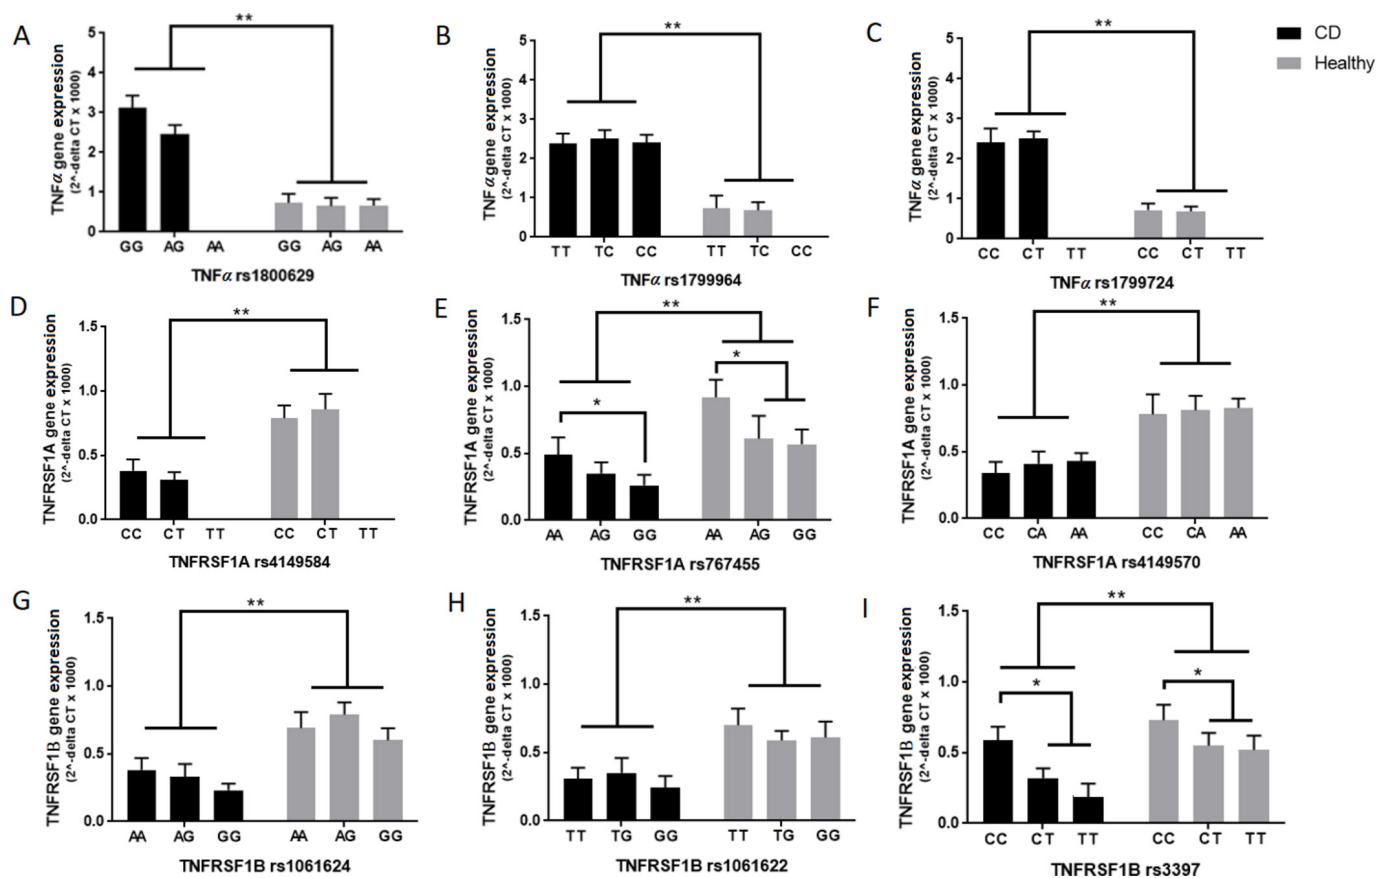 A
TNFα gene expression
(2^-delta CT x 1000)
5
4
3
2
1
0
**
GG AG AA GG AG AA
TNFα rs1800629
B
TNFα gene expression
(2^-delta CT x 1000)
5
4
3
2
1
0
**
TT TC CC TT TC CC
TNFα rs1799964
C
TNFα gene expression
(2^-delta CT x 1000)
5
4
3
2
1
0
**
CC CT TT CC CT TT
TNFα rs1799724
CD
Healthy
D
TNFRSF1A gene expression
(2^-delta CT x 1000)
1.5
1.0
0.5
0.0
**
CC CT TT CC CT TT
TNFRSF1A rs4149584
E
TNFRSF1A gene expression
(2^-delta CT x 1000)
1.5
1.0
0.5
0.0
**
*
*
AA AG GG AA AG GG
TNFRSF1A rs767455
F
TNFRSF1A gene expression
(2^-delta CT x 1000)
1.5
1.0
0.5
0.0
**
CC CA AA CC CA AA
TNFRSF1A rs4149570
G
TNFRSF1B gene expression
(2^-delta CT x 1000)
1.5
1.0
0.5
0.0
**
AA AG GG AA AG GG
TNFRSF1B rs1061624
H
TNFRSF1B gene expression
(2^-delta CT x 1000)
1.5
1.0
0.5
0.0
**
TT TG GG TT TG GG
TNFRSF1B rs1061622
I
TNFRSF1B gene expression
(2^-delta CT x 1000)
1.5
1.0
0.5
0.0
**
*
*
CC CT TT CC CT TT
TNFRSF1B rs3397